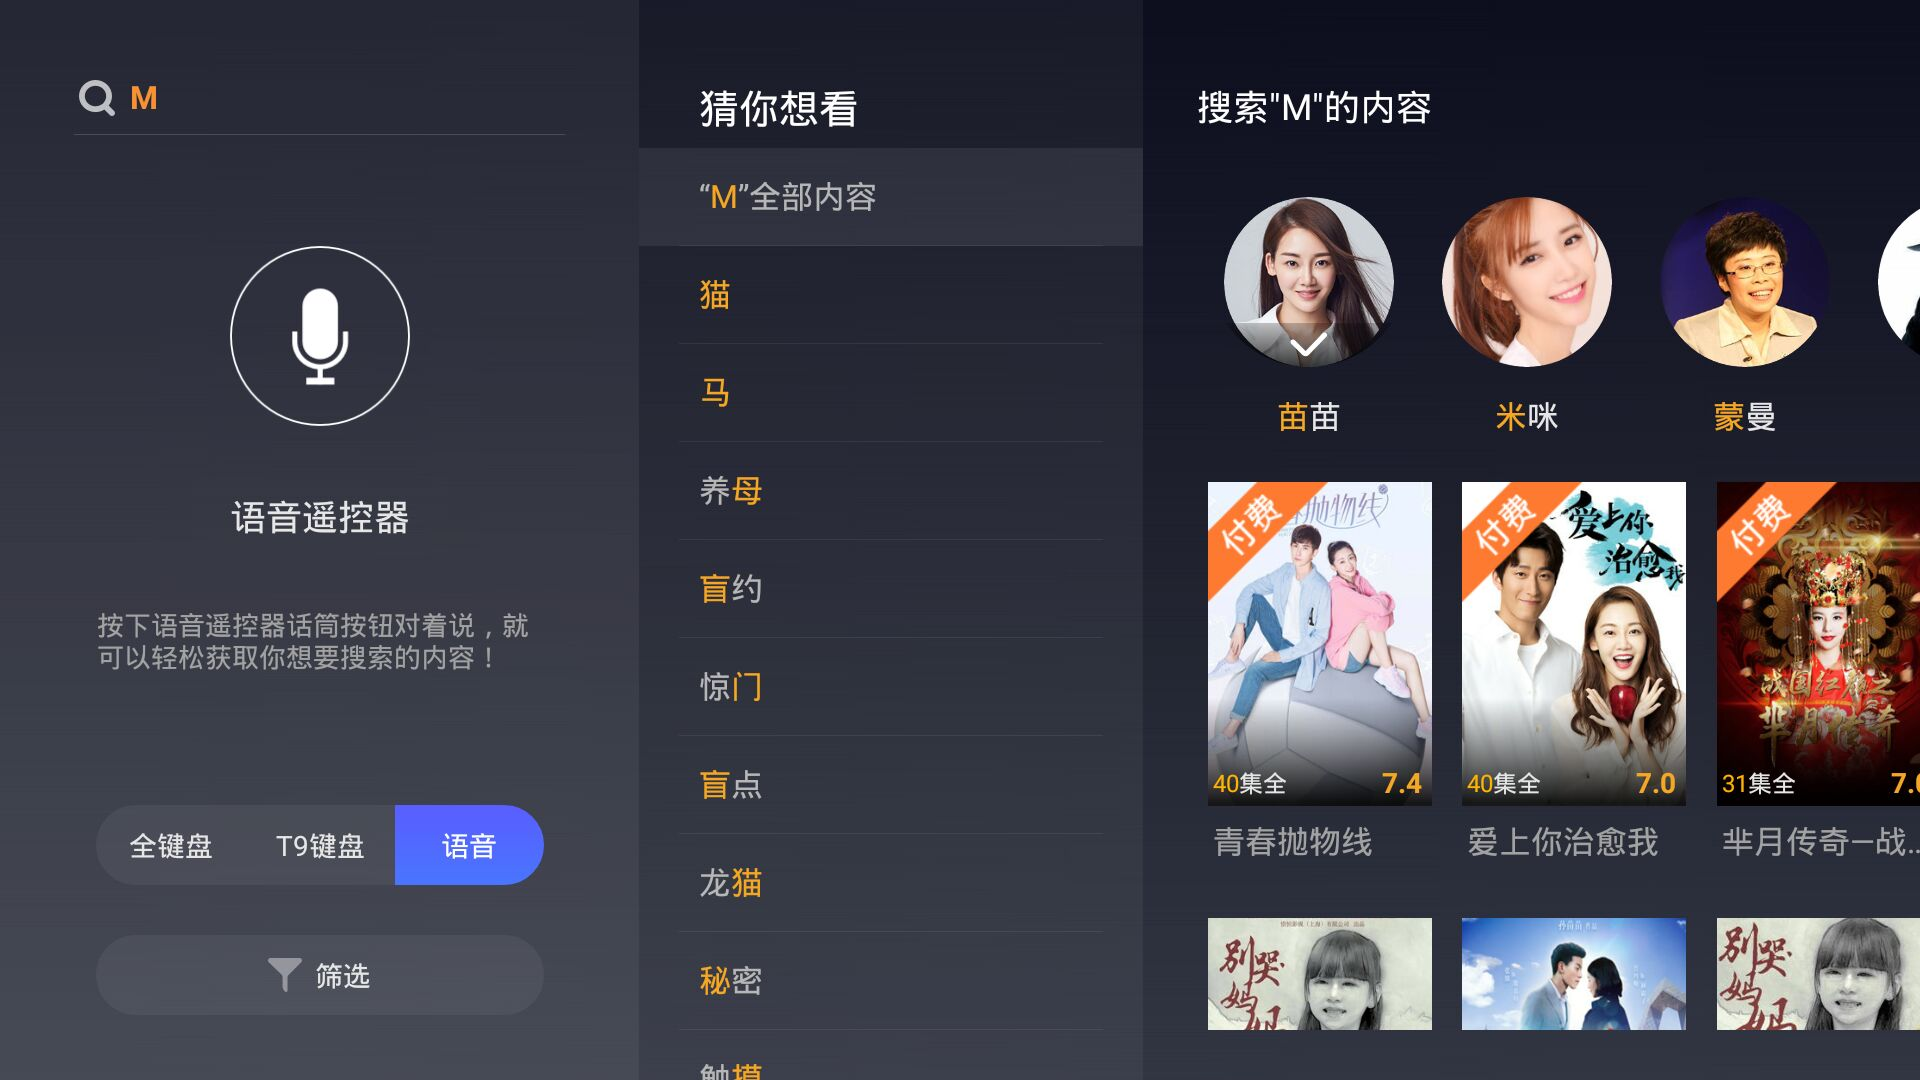 M
语音遥控器
按下语音遥控器话筒按钮对着说，就
可以轻松获取你想要搜索的内容！
全键盘
T9键盘
语音
筛选
猜你想看
“M”全部内容
猫
马
养母
盲约
惊门
盲点
龙猫
秘密
触摸
搜索"M"的内容
苗苗
米咪
蒙曼
付费
抛物线
40集全
7.4
青春抛物线
付费
爱上你
治愈我
40集全
7.0
爱上你治愈我
付费
战国红颜之
芈月传奇
31集全
芈月传奇—战...
别哭
妈妈
孙苗苗
别哭
妈妈